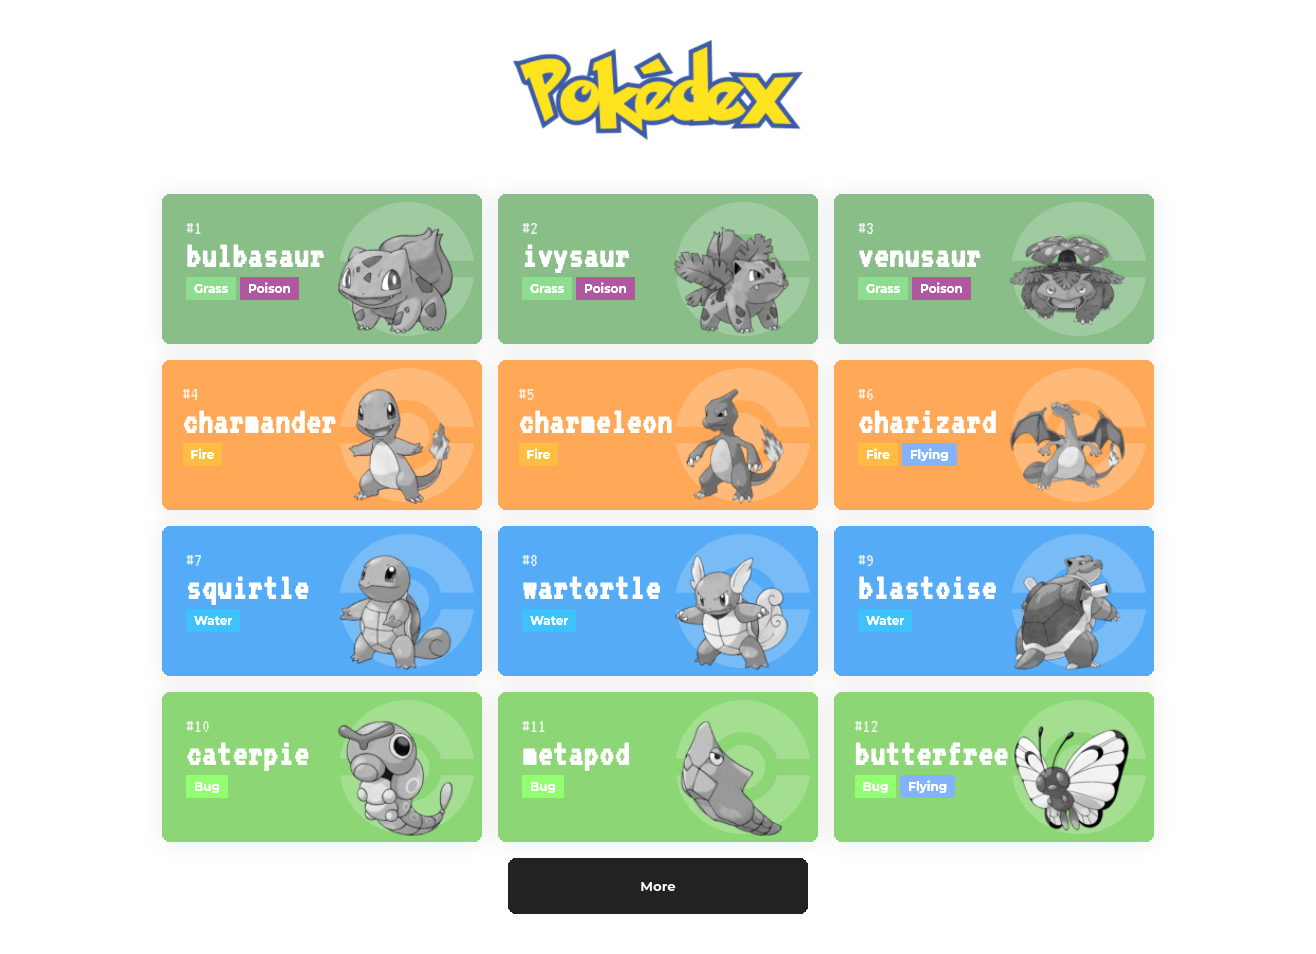 Pokédex
#1
bulbasaur
Grass Poison
#2
ivysaur
Grass Poison
#3
venusaur
Grass Poison
#4
charmander
Fire
#5
charmeleon
Fire
#6
charizard
Fire Flying
#7
squirtle
Water
#8
wartortle
Water
#9
blastoise
Water
#10
caterpie
Bug
#11
metapod
Bug
#12
butterfree
Bug Flying
More